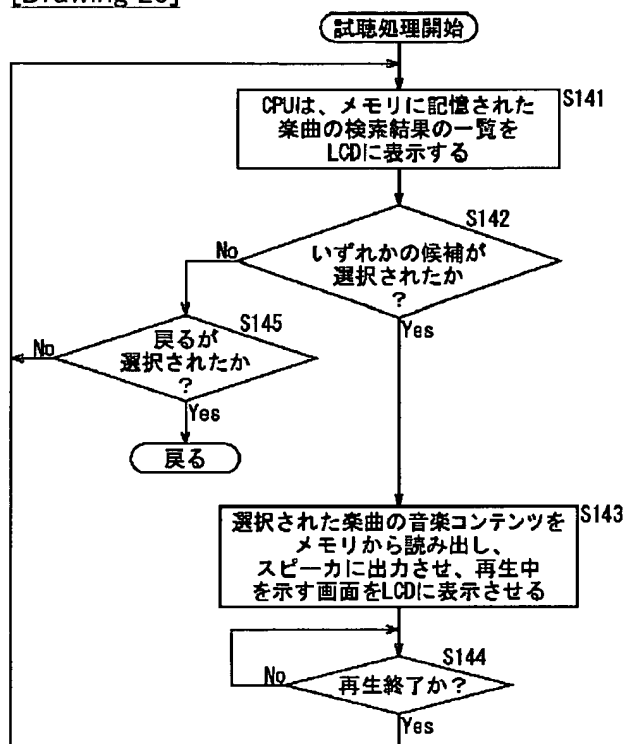 試聴処理開始
CPUは、メモリに記憶された
楽曲の検索結果の一覧を
LCDに表示する
S141
S142
いずれかの候補が
選択されたか
?
No
Yes
S145
戻るが
選択されたか
?
No
Yes
戻る
S143
選択された楽曲の音楽コンテンツを
メモリから読み出し、
スピーカに出力させ、再生中
を示す画面をLCDに表示させる
S144
再生終了か?
No
Yes